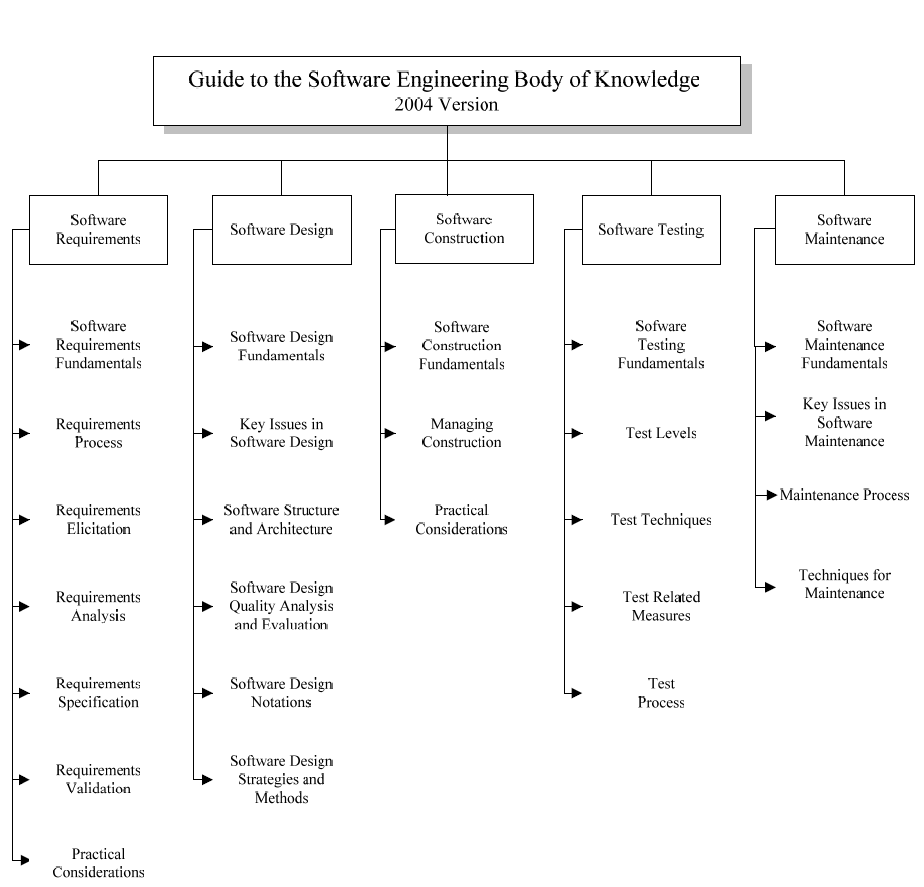 Guide to the Software Engineering Body of Knowledge
2004 Version
Software
Requirements
Software Design
Software
Construction
Software Testing
Software
Maintenance
Software
Requirements
Fundamentals
Requirements
Process
Requirements
Elicitation
Requirements
Analysis
Requirements
Specification
Requirements
Validation
Practical
Considerations
Software Design
Fundamentals
Key Issues in
Software Design
Software Structure
and Architecture
Software Design
Quality Analysis
and Evaluation
Software Design
Notations
Software Design
Strategies and
Methods
Software
Construction
Fundamentals
Managing
Construction
Practical
Considerations
Sofware
Testing
Fundamentals
Test Levels
Test Techniques
Test Related
Measures
Test
Process
Software
Maintenance
Fundamentals
Key Issues in
Software
Maintenance
Maintenance Process
Techniques for
Maintenance